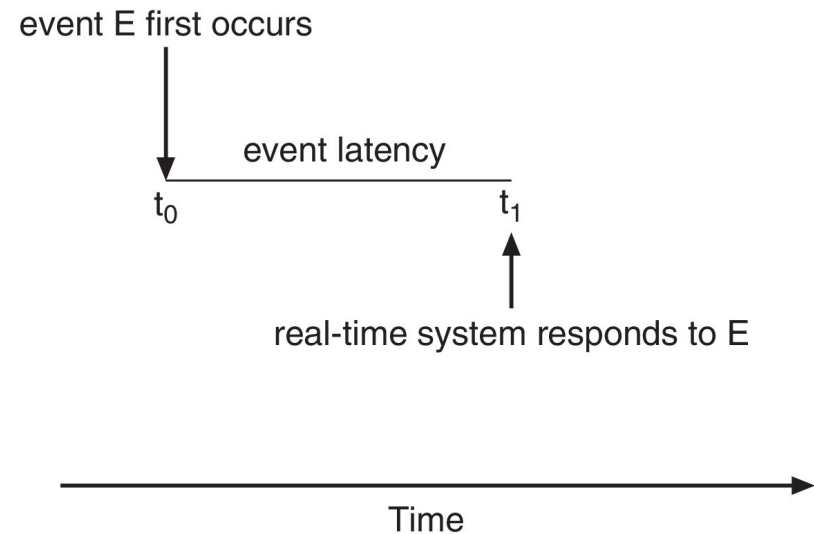 event E first occurs
event latency
t₀
t₁
real-time system responds to E
Time